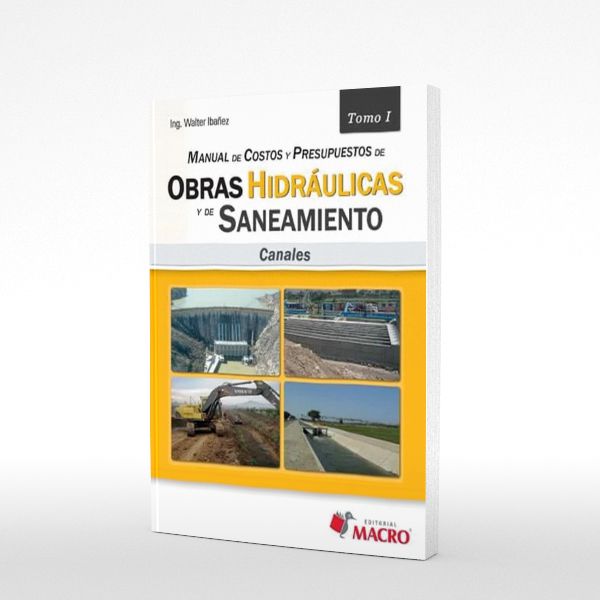 Ing. Walter Ibañez
Tomo I
MANUAL DE COSTOS Y PRESUPUESTOS DE
OBRAS HIDRÁULICAS
Y DE SANEAMIENTO
Canales
EDITORIAL
MACRO®